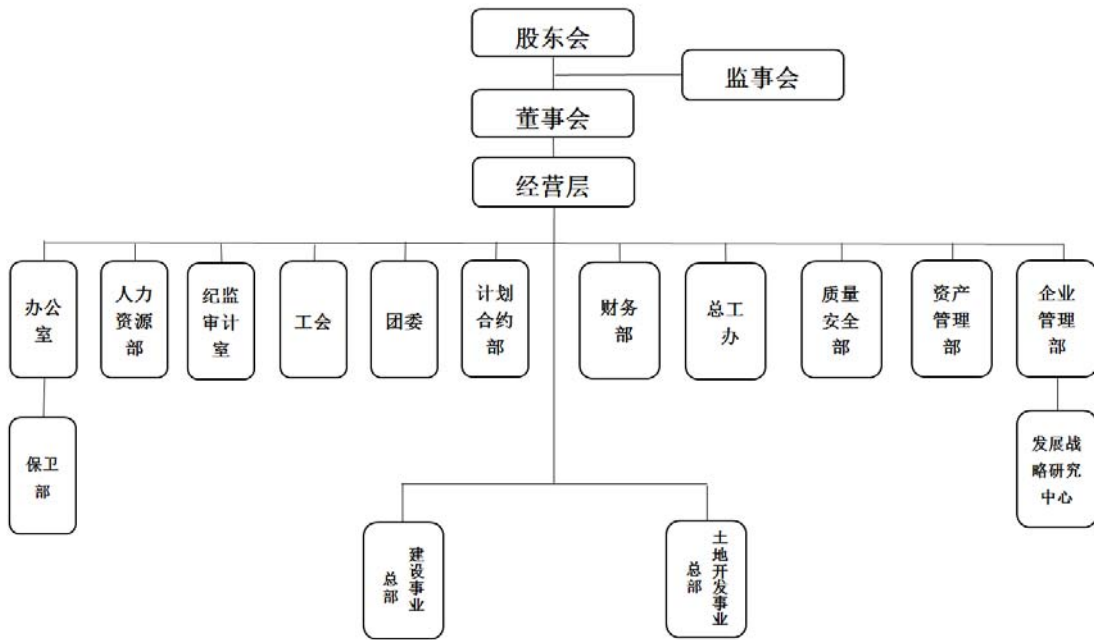 股东会
监事会
董事会
经营层
办公
室
人力
资源
部
纪监
审计
室
工会
团委
计划
合约
部
财务
部
总工
办
质量
安全
部
资产
管理
部
企业
管理
部
保卫
部
发展战
略研究
中心
建设事业
总部
土地开发事业
总部